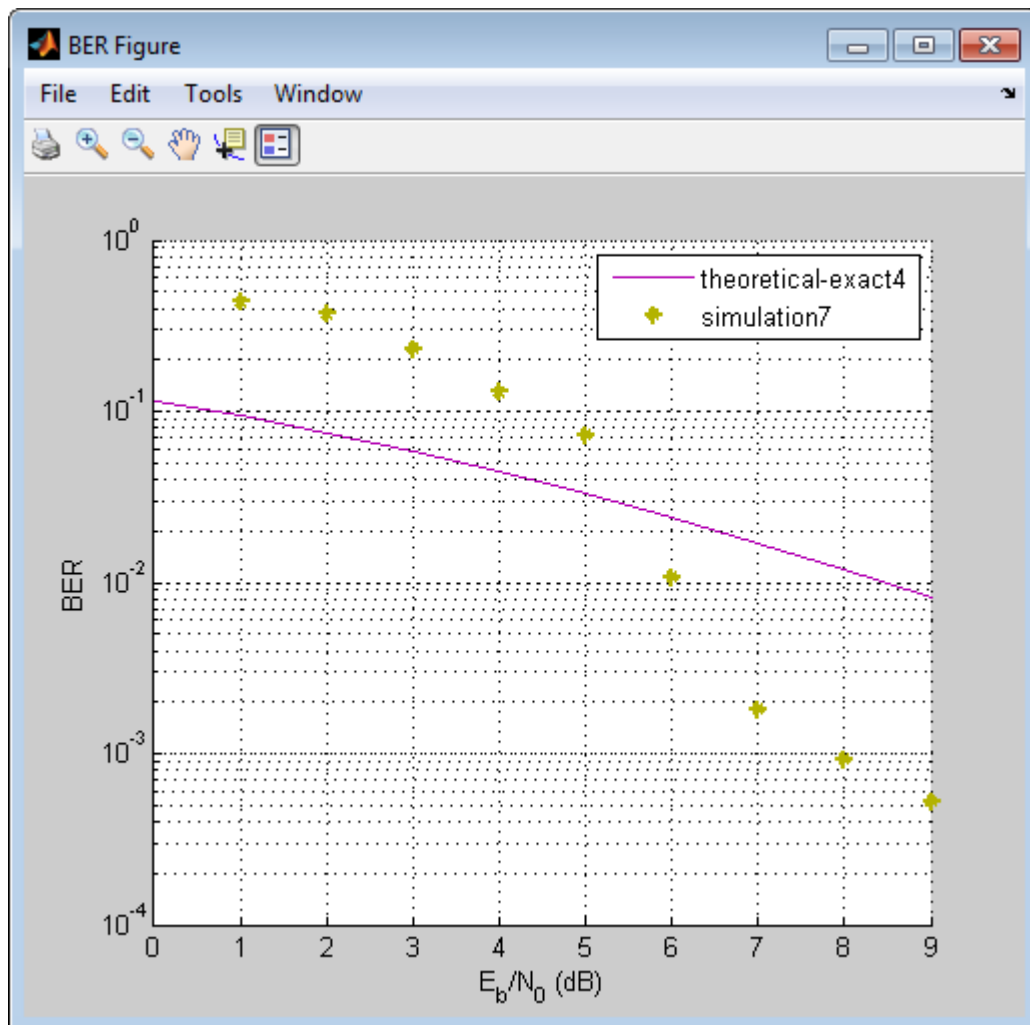 BER Figure
File Edit Tools Window
10^0
10^-1
10^-2
10^-3
10^-4
BER
theoretical-exact4
simulation7
0 1 2 3 4 5 6 7 8 9
E_b/N_0 (dB)